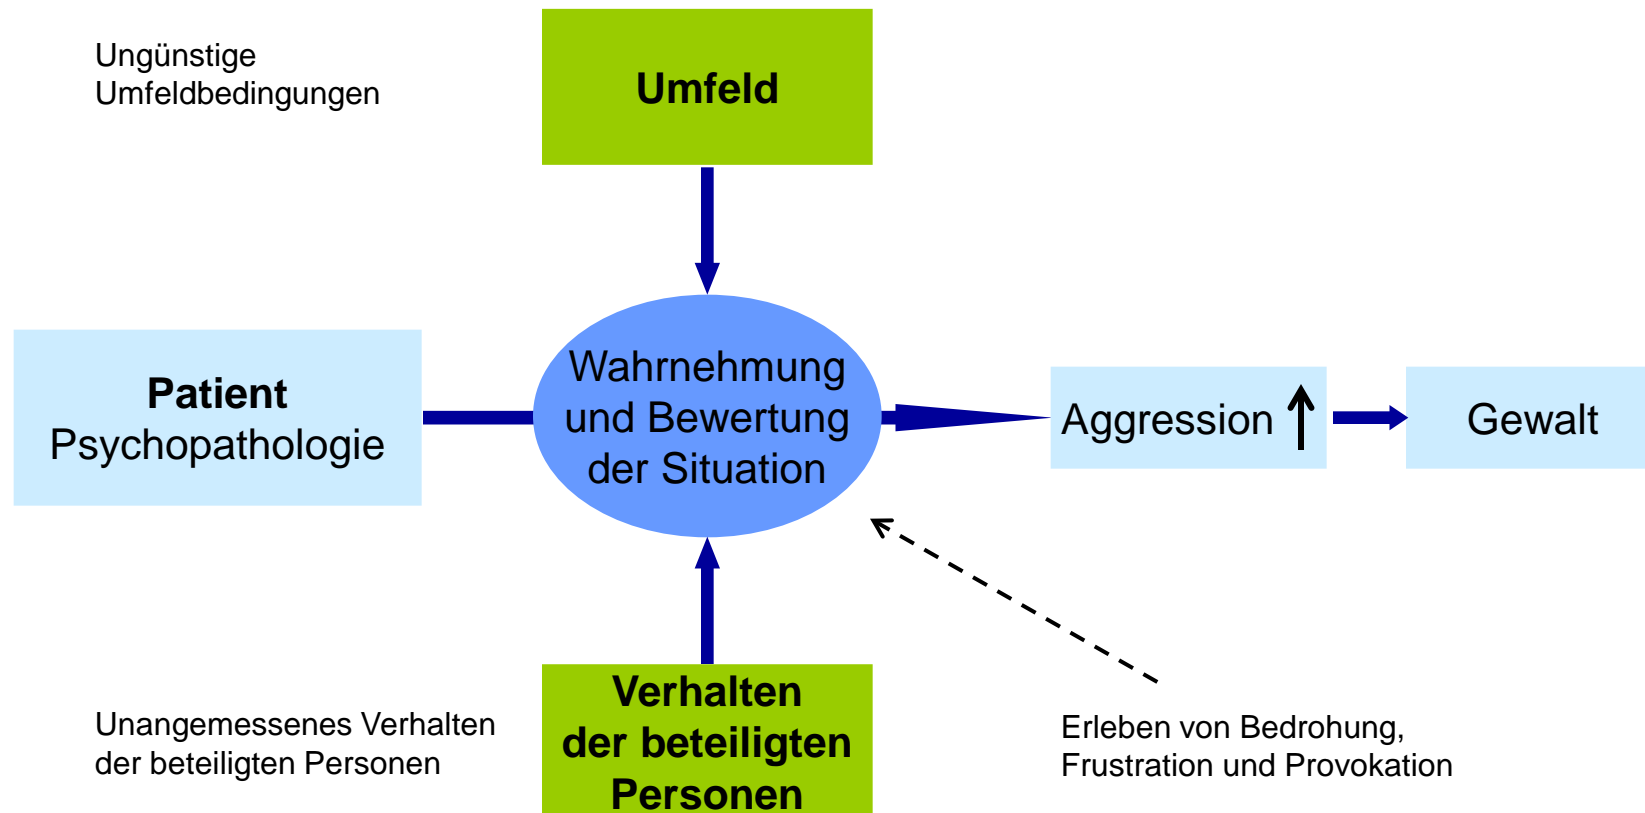 Ungünstige
Umfeldbedingungen
Umfeld
Patient
Psychopathologie
Wahrnehmung
und Bewertung
der Situation
Aggression
Gewalt
Unangemessenes Verhalten
der beteiligten Personen
Verhalten
der beteiligten
Personen
Erleben von Bedrohung,
Frustration und Provokation